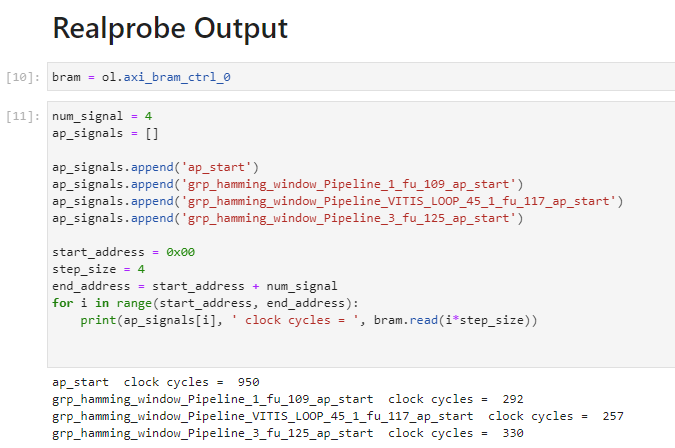 Realprobe Output
[10]: bram = ol.axi_bram_ctrl_0
[11]: num_signal = 4
ap_signals = []
ap_signals.append('ap_start')
ap_signals.append('grp_hamming_window_Pipeline_1_fu_109_ap_start')
ap_signals.append('grp_hamming_window_Pipeline_VITIS_LOOP_45_1_fu_117_ap_start')
ap_signals.append('grp_hamming_window_Pipeline_3_fu_125_ap_start')
start_address = 0x00
step_size = 4
end_address = start_address + num_signal
for i in range(start_address, end_address):
    print(ap_signals[i], ' clock cycles = ', bram.read(i*step_size))
ap_start  clock cycles =  950
grp_hamming_window_Pipeline_1_fu_109_ap_start  clock cycles =  292
grp_hamming_window_Pipeline_VITIS_LOOP_45_1_fu_117_ap_start  clock cycles =  257
grp_hamming_window_Pipeline_3_fu_125_ap_start  clock cycles =  330